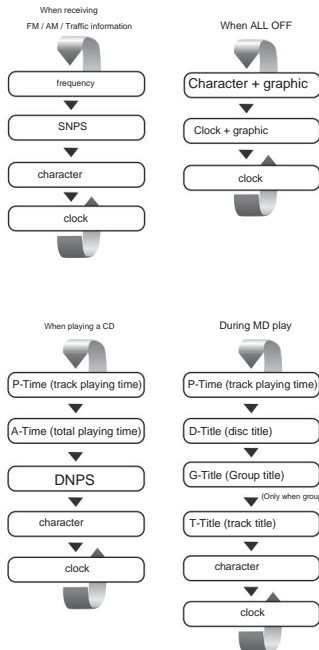 When receiving
FM / AM / Traffic information
frequency
SNPS
character
clock
When ALL OFF
Character + graphic
Clock + graphic
clock
When playing a CD
P-Time (track playing time)
A-Time (total playing time)
DNPS
character
clock
During MD play
P-Time (track playing time)
D-Title (disc title)
G-Title (Group title)
(Only when group
T-Title (track title)
character
clock